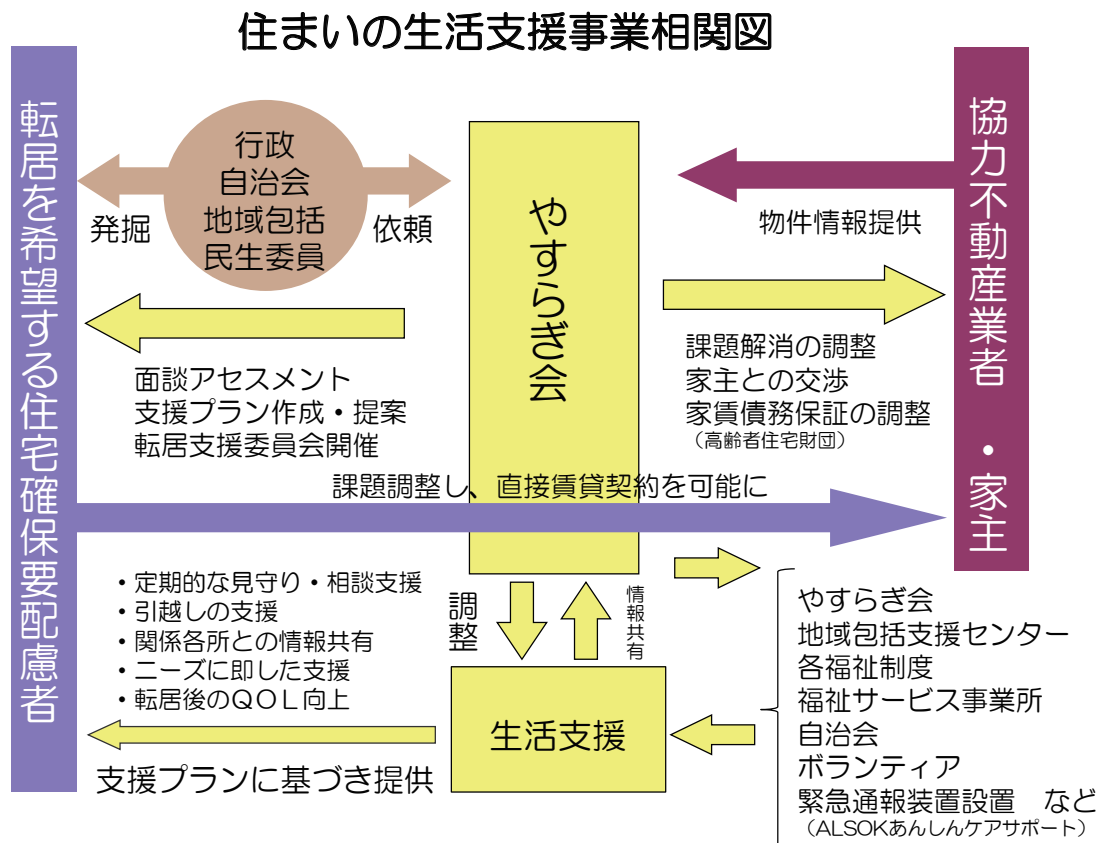 住まいの生活支援事業相関図
転居を希望する住宅確保要配慮者
行政
自治会
地域包括
民生委員
発掘
依頼
やすらぎ会
協力不動産業者　・家主
物件情報提供
面談アセスメント
支援プラン作成・提案
転居支援委員会開催
課題解消の調整
家主との交渉
家賃債務保証の調整
（高齢者住宅財団）
課題調整し、直接賃貸契約を可能に
・定期的な見守り・相談支援
・引越しの支援
・関係各所との情報共有
・ニーズに即した支援
・転居後のＱＯＬ向上
調整
情報共有
生活支援
支援プランに基づき提供
やすらぎ会
地域包括支援センター
各福祉制度
福祉サービス事業所
自治会
ボランティア
緊急通報装置設置　など
（ALSOKあんしんケアサポート）